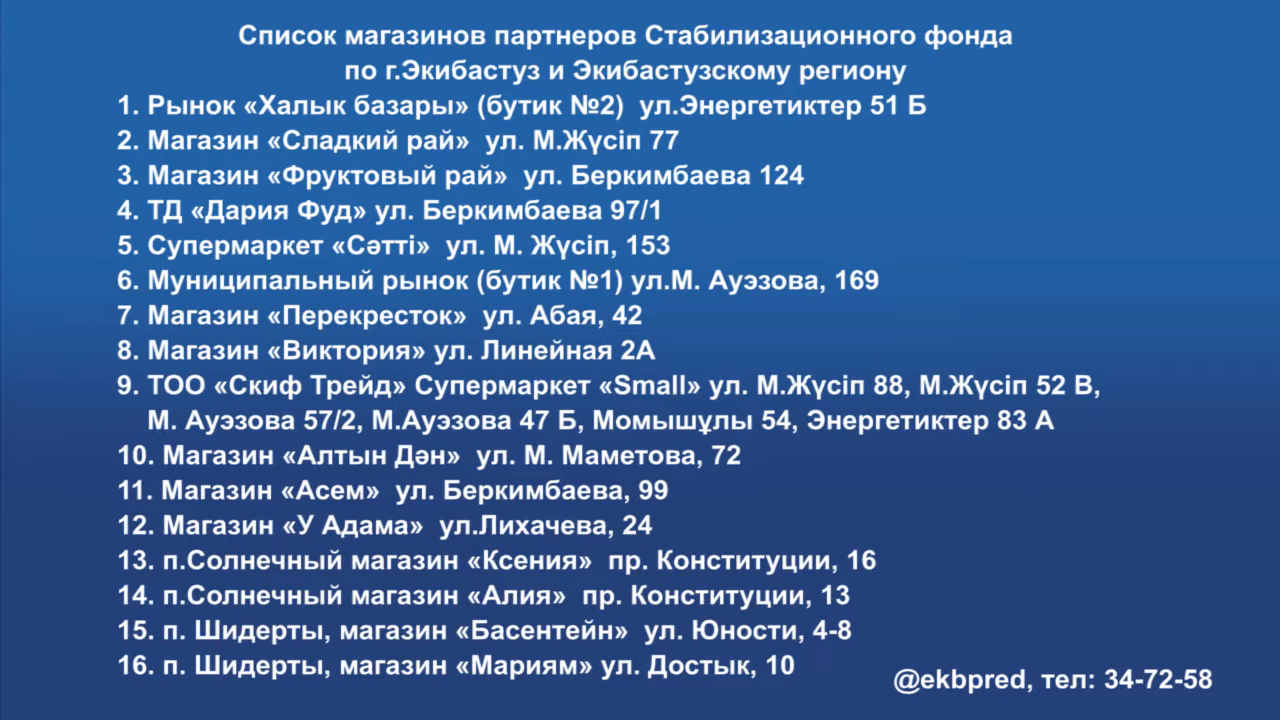 Список магазинов партнеров Стабилизационного фонда
по г.Экибастуз и Экибастузскому региону
1. Рынок «Халык базары» (бутик №2) ул.Энергетиктер 51 Б
2. Магазин «Сладкий рай» ул. М.Жүсіп 77
3. Магазин «Фруктовый рай» ул. Беркимбаева 124
4. ТД «Дария Фуд» ул. Беркимбаева 97/1
5. Супермаркет «Сәтті» ул. М. Жүсіп, 153
6. Муниципальный рынок (бутик №1) ул.М. Ауэзова, 169
7. Магазин «Перекресток» ул. Абая, 42
8. Магазин «Виктория» ул. Линейная 2А
9. ТОО «Скиф Трейд» Супермаркет «Small» ул. М.Жүсіп 88, М.Жүсіп 52 В,
М. Ауэзова 57/2, М.Ауэзова 47 Б, Момышұлы 54, Энергетиктер 83 А
10. Магазин «Алтын Дән» ул. М. Маметова, 72
11. Магазин «Асем» ул. Беркимбаева, 99
12. Магазин «У Адама» ул.Лихачева, 24
13. п.Солнечный магазин «Ксения» пр. Конституции, 16
14. п.Солнечный магазин «Алия» пр. Конституции, 13
15. п. Шидерты, магазин «Басентейн» ул. Юности, 4-8
16. п. Шидерты, магазин «Мариям» ул. Достык, 10
@ekbpred, тел: 34-72-58